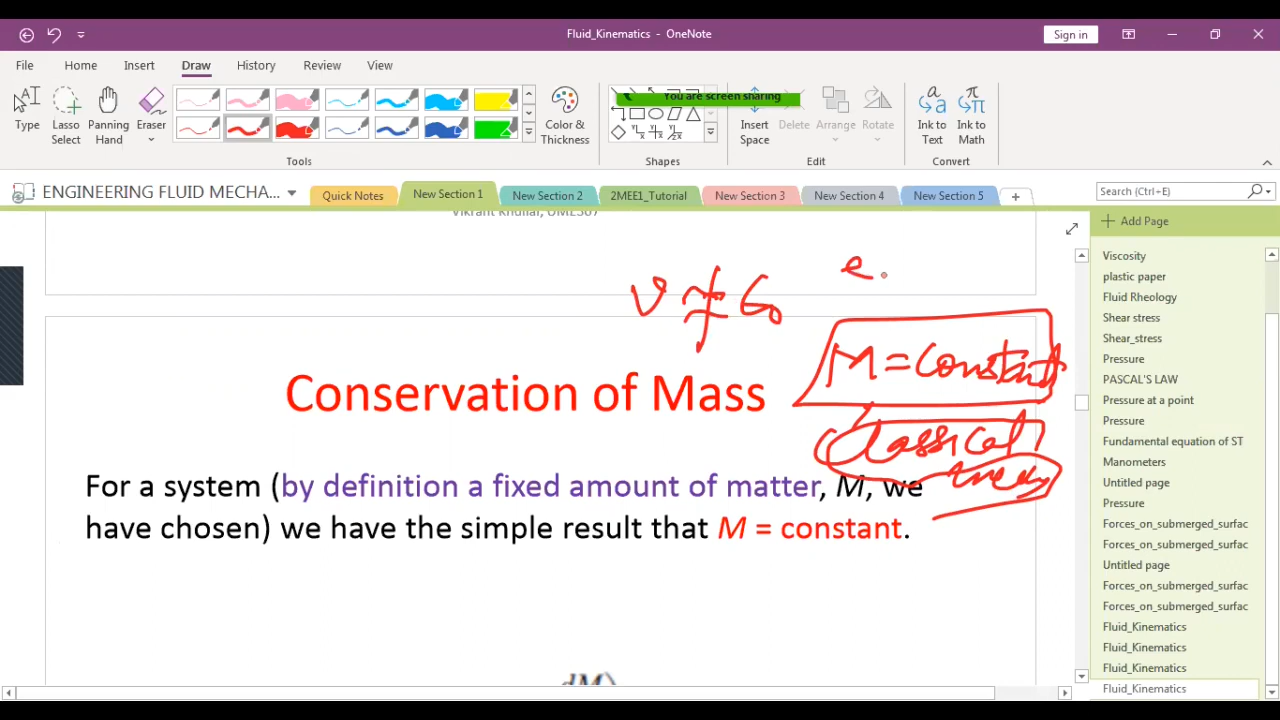 Fluid_Kinematics - OneNote
Sign in
File Home Insert Draw History Review View
You are screen sharing
Type
Lasso Select
Panning Hand
Eraser
Color & Thickness
Insert Space
Delete
Arrange
Rotate
Ink to Text
Ink to Math
Tools
Shapes
Edit
Convert
ENGINEERING FLUID MECHA...
Quick Notes New Section 1 New Section 2 2MEE1_Tutorial New Section 3 New Section 4 New Section 5
Search (Ctrl+E)
Vikrant Khullar, UMES07
Conservation of Mass
M = Constant
Classical
For a system (by definition a fixed amount of matter, M, we
have chosen) we have the simple result that M = constant.
dM)
Add Page
Viscosity
plastic paper
Fluid Rheology
Shear stress
Shear_stress
Pressure
PASCAL'S LAW
Pressure at a point
Pressure
Fundamental equation of ST
Manometers
Untitled page
Pressure
Forces_on_submerged_surfac
Forces_on_submerged_surfac
Untitled page
Forces_on_submerged_surfac
Forces_on_submerged_surfac
Fluid_Kinematics
Fluid_Kinematics
Fluid_Kinematics
Fluid_Kinematics